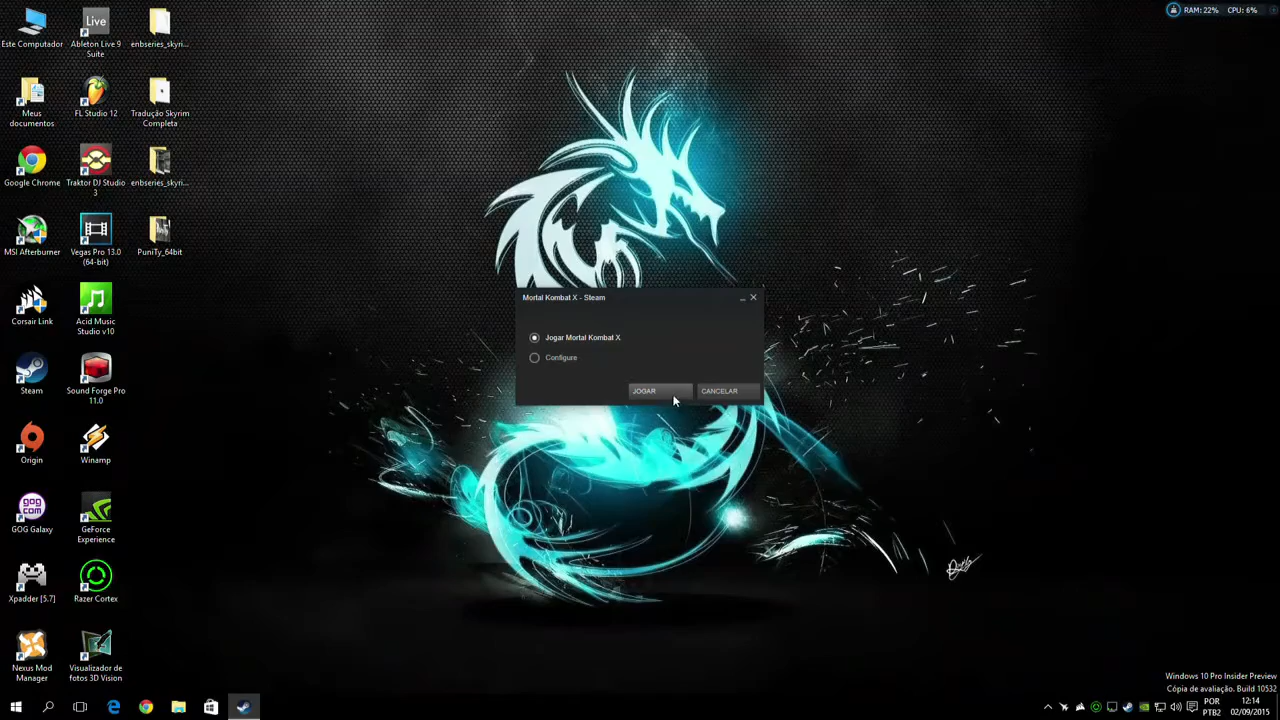 RAM: 22% CPU: 6%
Este Computador
Live
Ableton Live 9
Suite
enbseries_skyri...
Meus
documentos
FL Studio 12
Tradução Skyrim
Completa
Google Chrome
Traktor DJ Studio
3
enbseries_skyri...
MSI Afterburner
Vegas Pro 13.0
(64-bit)
PuniTy_64bit
Corsair Link
Acid Music
Studio v10
Steam
Sound Forge Pro
11.0
Origin
Winamp
gog
com
GOG Galaxy
GeForce
Experience
Xpadder [5.7]
Razer Cortex
Nexus Mod
Manager
Visualizador de
fotos 3D Vision
Mortal Kombat X - Steam
Jogar Mortal Kombat X
Configure
JOGAR
CANCELAR
Windows 10 Pro Insider Preview
Cópia de avaliação. Build 10532
POR
PTB2
12:14
02/09/2015